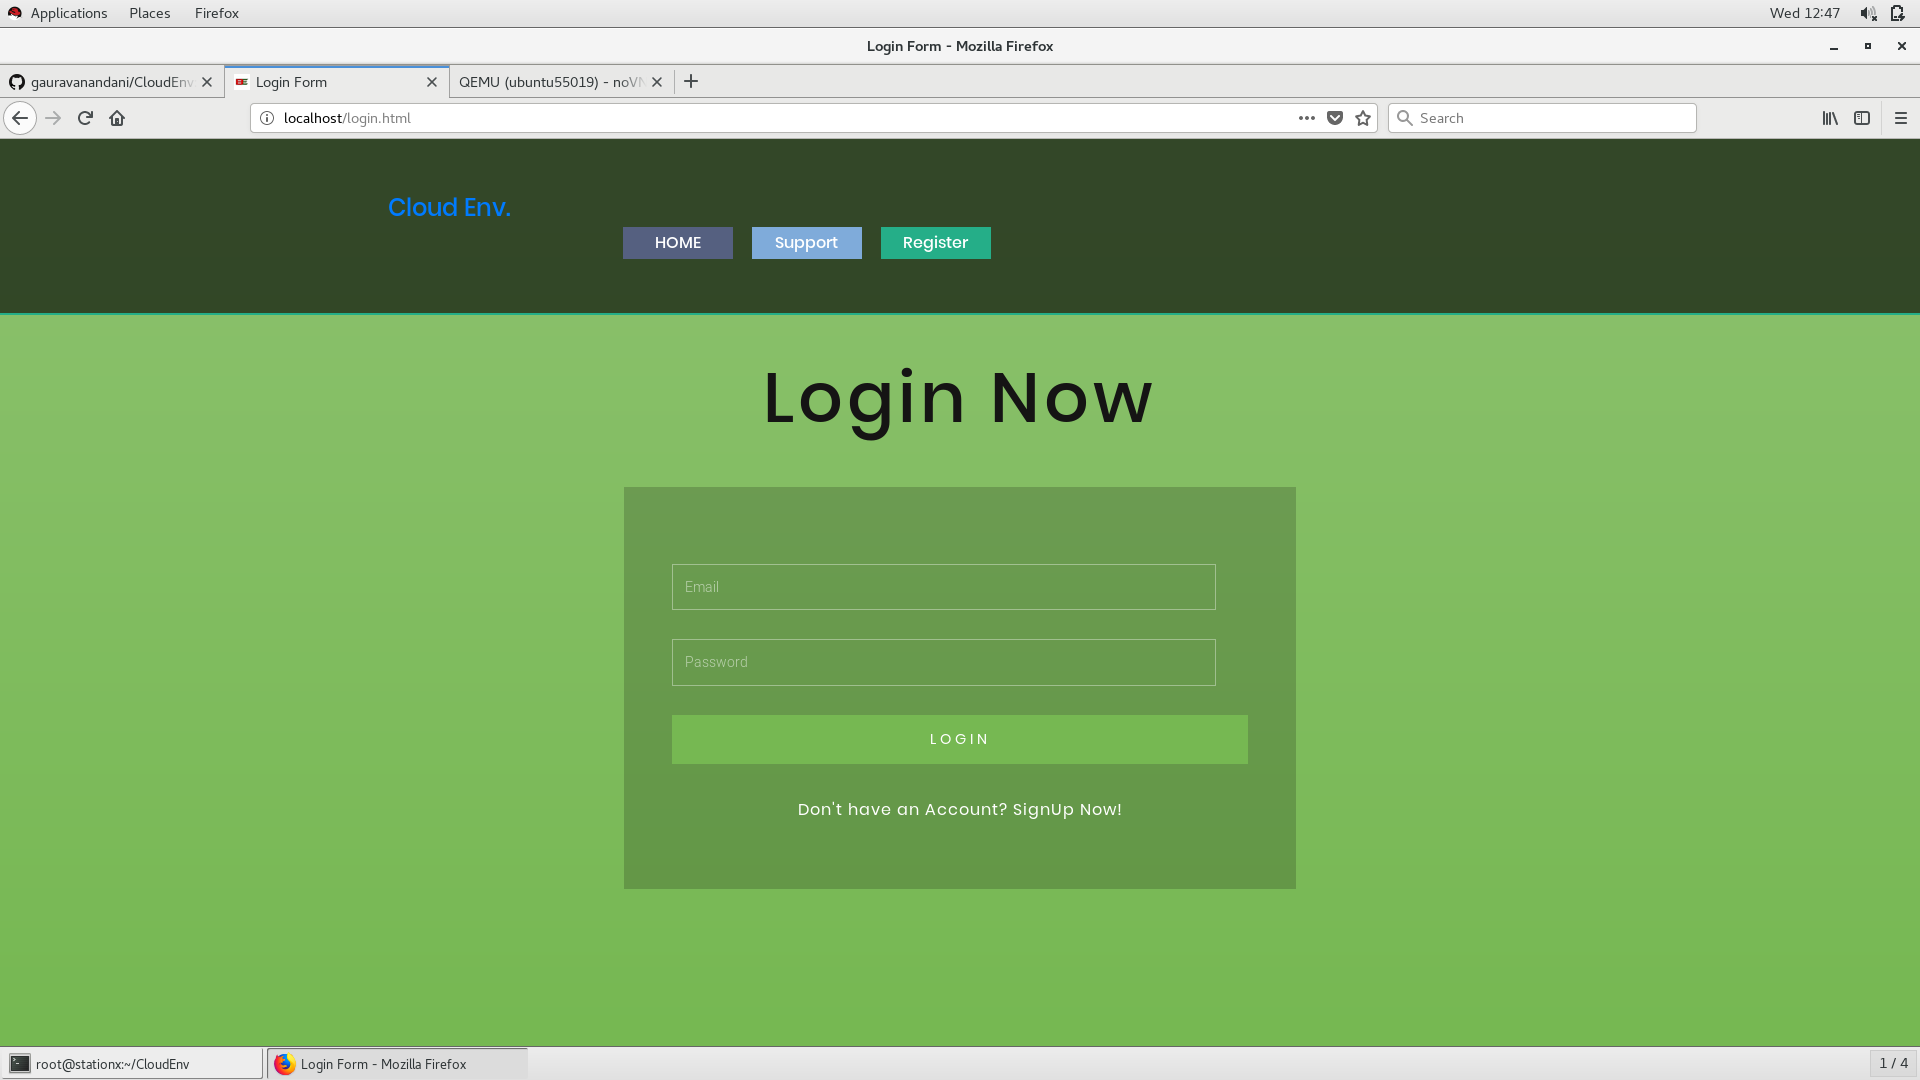 Applications Places Firefox Wed 12:47
Login Form - Mozilla Firefox
gauravanandani/CloudEnv Login Form QEMU (ubuntu55019) - noVN
localhost/login.html Search
Cloud Env.
HOME Support Register
Login Now
Email
Password
LOGIN
Don't have an Account? SignUp Now!
root@stationx:~/CloudEnv Login Form - Mozilla Firefox 1 / 4